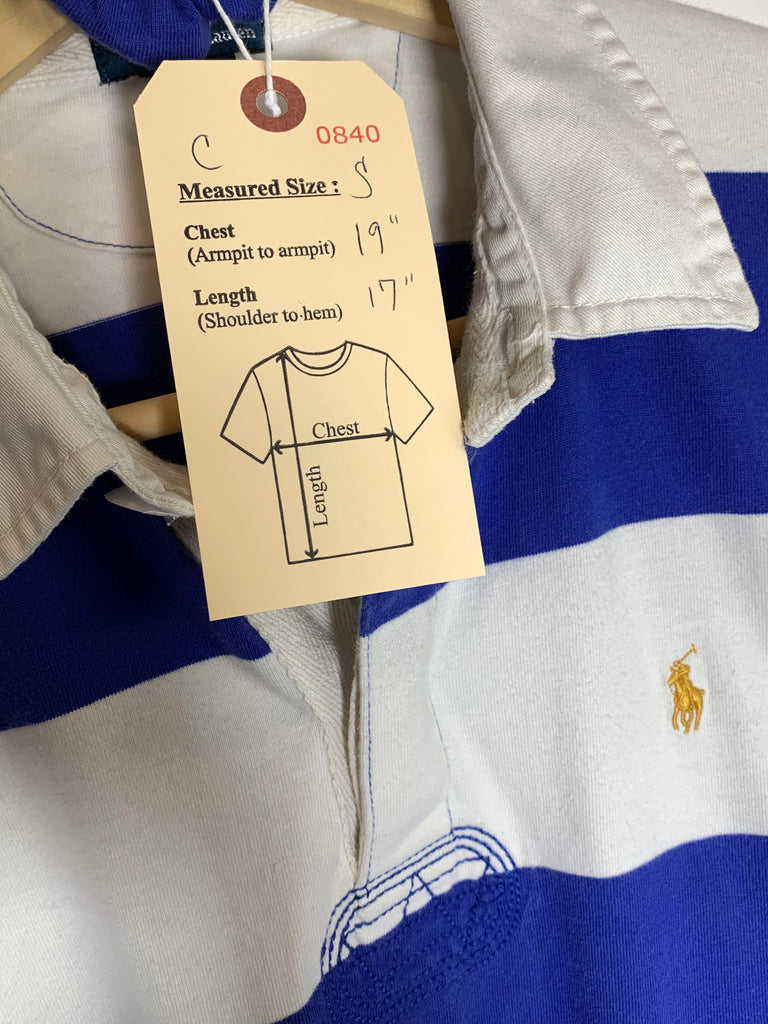 0840
C
Measured Size : S
Chest 19"
(Armpit to armpit)
Length 17"
(Shoulder to hem)
Chest
Length